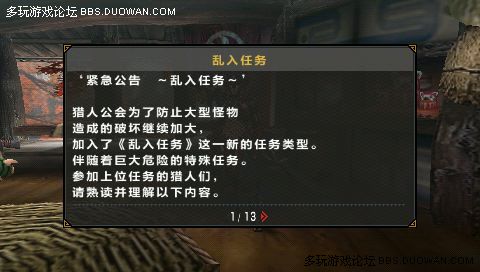 多玩游戏论坛 BBS.DUOWAN.COM
乱入任务
‘紧急公告　～乱入任务～’
猎人公会为了防止大型怪物
造成的破坏继续加大，
加入了《乱入任务》这一新的任务类型。
伴随着巨大危险的特殊任务。
参加上位任务的猎人们，
请熟读并理解以下内容。
1/13
多玩游戏论坛 BBS.DUOWAN.COM